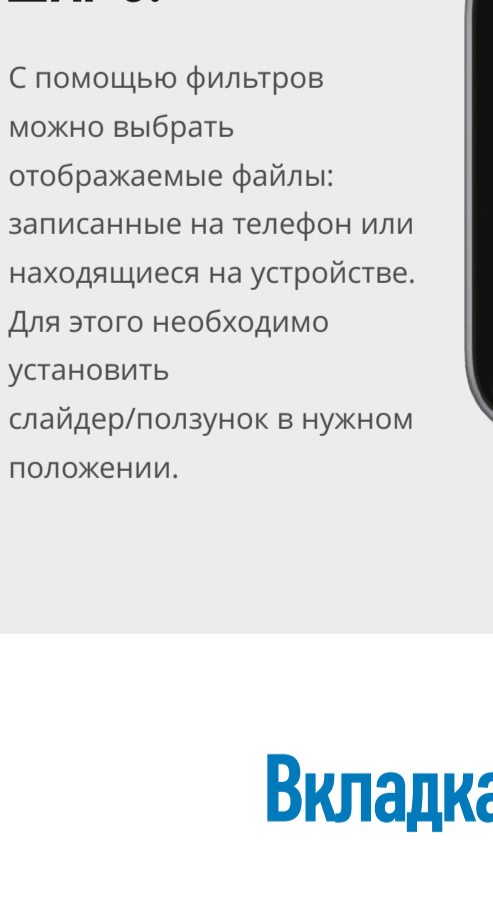 С помощью фильтров
можно выбрать
отображаемые файлы:
записанные на телефон или
находящиеся на устройстве.
Для этого необходимо
установить
слайдер/ползунок в нужном
положении.
Вкладка